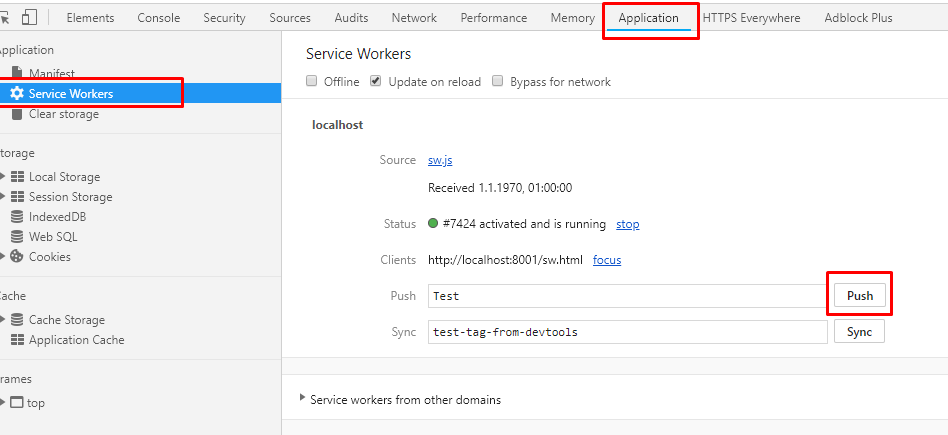 Elements Console Security Sources Audits Network Performance Memory Application HTTPS Everywhere Adblock Plus
Application
Manifest
Service Workers
Clear storage
torage
Local Storage
Session Storage
IndexedDB
Web SQL
Cookies
Cache
Cache Storage
Application Cache
rames
top
Service Workers
Offline Update on reload Bypass for network
localhost
Source sw.js
Received 1.1.1970, 01:00:00
Status #7424 activated and is running stop
Clients http://localhost:8001/sw.html focus
Push Test Push
Sync test-tag-from-devtools Sync
Service workers from other domains